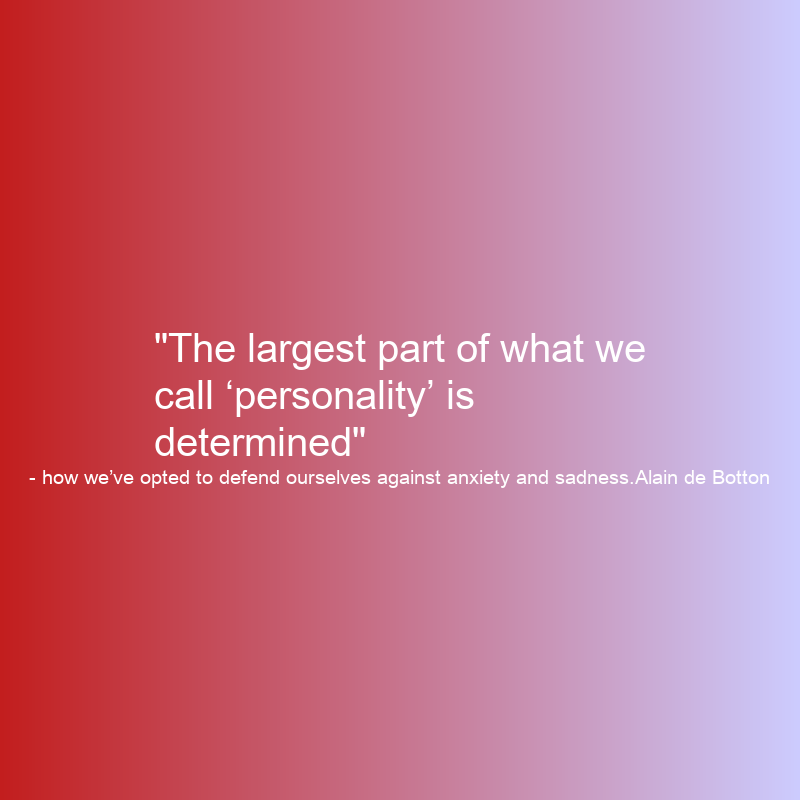 "The largest part of what we
call ‘personality’ is
determined"
- how we’ve opted to defend ourselves against anxiety and sadness.Alain de Botton